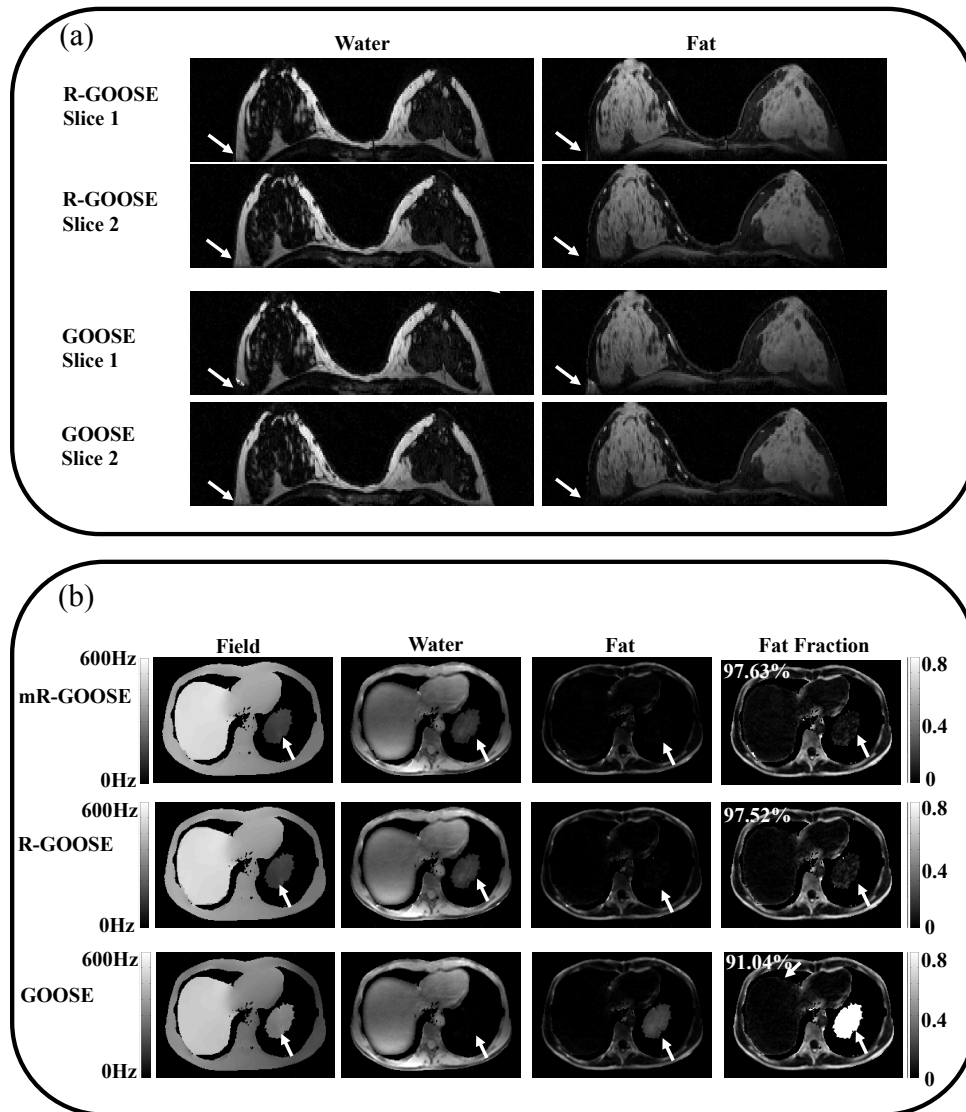 (a)
Water Fat
R-GOOSE
Slice 1
R-GOOSE
Slice 2
GOOSE
Slice 1
GOOSE
Slice 2
(b)
Field Water Fat Fat Fraction
600Hz 97.63% 0.8
mR-GOOSE
0.4
0Hz 0
600Hz 97.52% 0.8
R-GOOSE
0.4
0Hz 0
600Hz 91.04% 0.8
GOOSE
0.4
0Hz 0